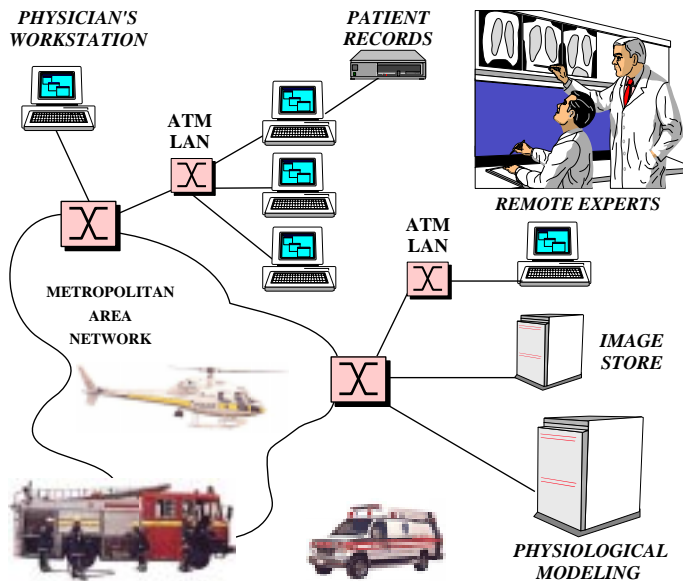 PHYSICIAN'S
WORKSTATION
PATIENT
RECORDS
ATM
LAN
REMOTE EXPERTS
ATM
LAN
METROPOLITAN
AREA
NETWORK
IMAGE
STORE
PHYSIOLOGICAL
MODELING